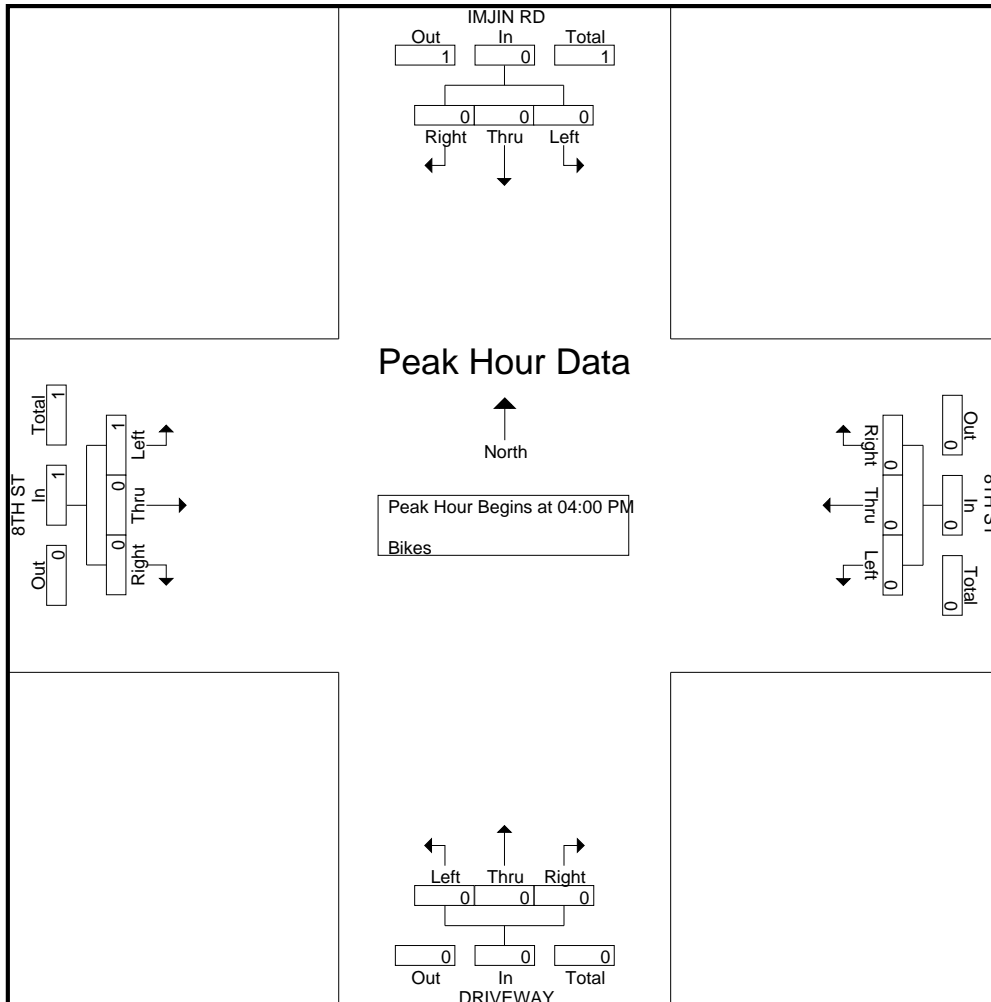 IMJIN RD
Out In Total
1 0 1
0 0 0
Right Thru Left
Peak Hour Data
North
Peak Hour Begins at 04:00 PM
Bikes
8TH ST
Out In Total
0 1 1
Left Thru Right
1 0 0
8TH ST
Out In Total
0 0 0
Right Thru Left
0 0 0
Left Thru Right
0 0 0
0 0 0
Out In Total
DRIVEWAY